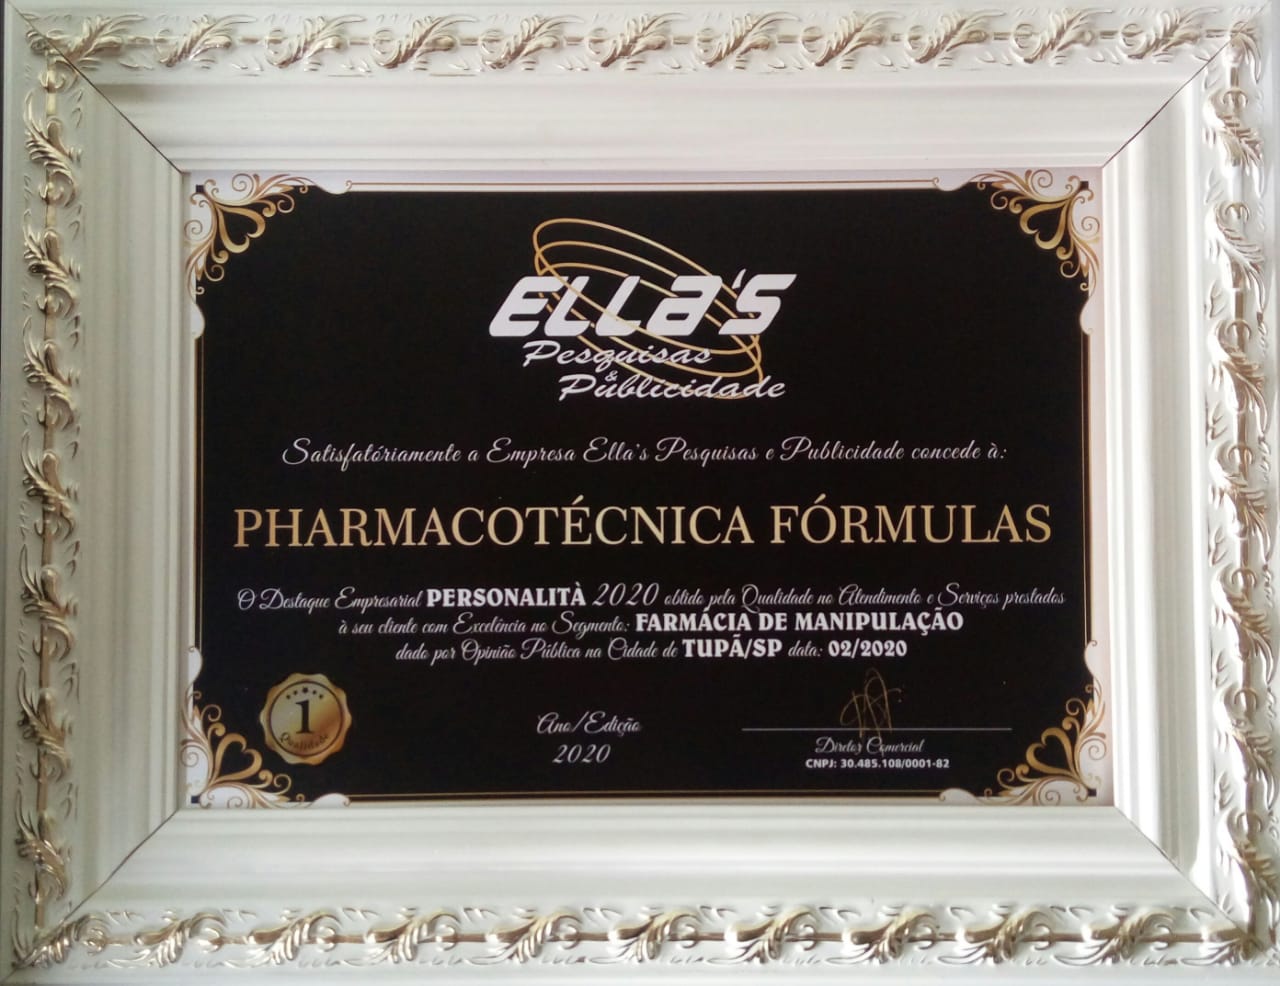 ELLA'S
Pesquisas
&
Publicidade
Satisfatóriamente a Empresa Ella's Pesquisas e Publicidade concede à:
PHARMACOTÉCNICA FÓRMULAS
O Destaque Empresarial PERSONALITÀ 2020 obtido pela Qualidade no Atendimento e Serviços prestados
à seu cliente com Excelência no Segmento: FARMÁCIA DE MANIPULAÇÃO
dado por Opinião Pública na Cidade de TUPÃ/SP data: 02/2020
1
Qualidade
Ano/Edição
2020
Diretor Comercial
CNPJ: 30.485.108/0001-82